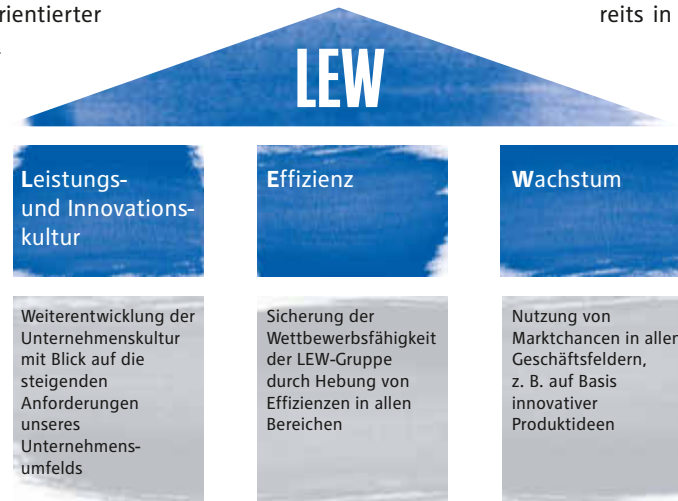 rientierter
reits in
LEW
Leistungs-
und Innovations-
kultur
Effizienz
Wachstum
Weiterentwicklung der
Unternehmenskultur
mit Blick auf die
steigenden
Anforderungen
unseres
Unternehmens-
umfelds
Sicherung der
Wettbewerbsfähigkeit
der LEW-Gruppe
durch Hebung von
Effizienzen in allen
Bereichen
Nutzung von
Marktchancen in allen
Geschäftsfeldern,
z. B. auf Basis
innovativer
Produktideen